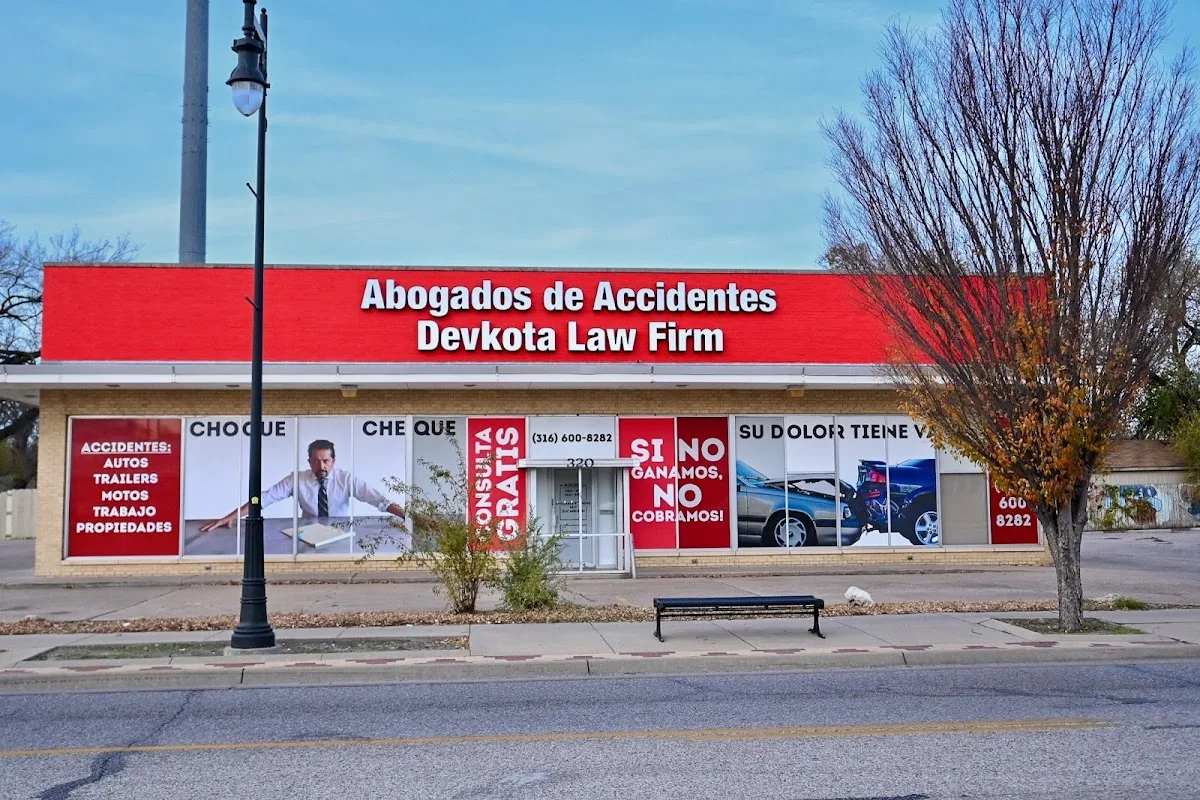 Abogados de Accidentes
Devkota Law Firm
ACCIDENTES:
AUTOS
TRAILERS
MOTOS
TRABAJO
PROPIEDADES
CHOQUE
CHEQUE
CONSULTA
GRATIS
(316) 600-8282
320
SI NO
GANAMOS,
NO
COBRAMOS!
SU DOLOR TIENE
600
8282